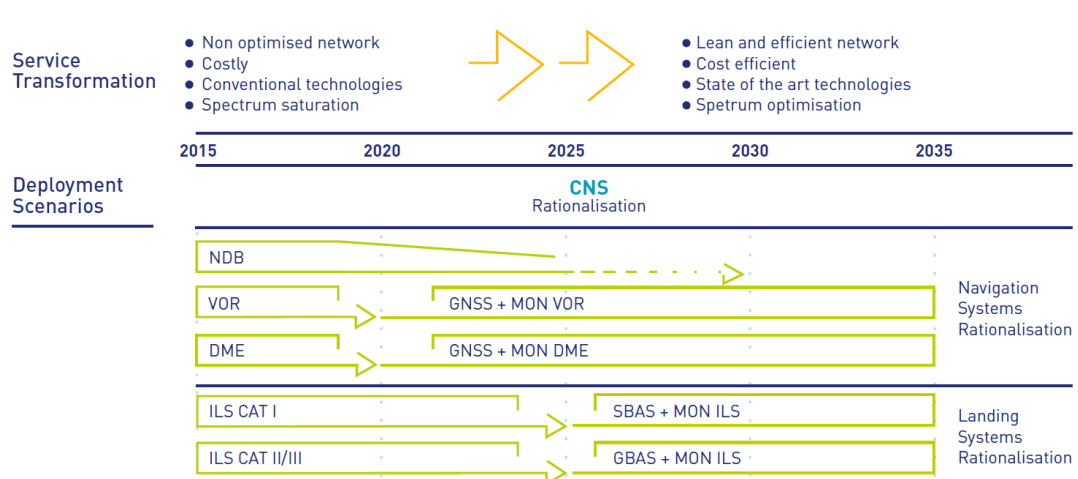 Service
Transformation
● Non optimised network
● Costly
● Conventional technologies
● Spectrum saturation
● Lean and efficient network
● Cost efficient
● State of the art technologies
● Spetrum optimisation
2015 2020 2025 2030 2035
Deployment
Scenarios
CNS
Rationalisation
NDB
VOR
GNSS + MON VOR
DME
GNSS + MON DME
Navigation
Systems
Rationalisation
ILS CAT I
SBAS + MON ILS
ILS CAT II/III
GBAS + MON ILS
Landing
Systems
Rationalisation